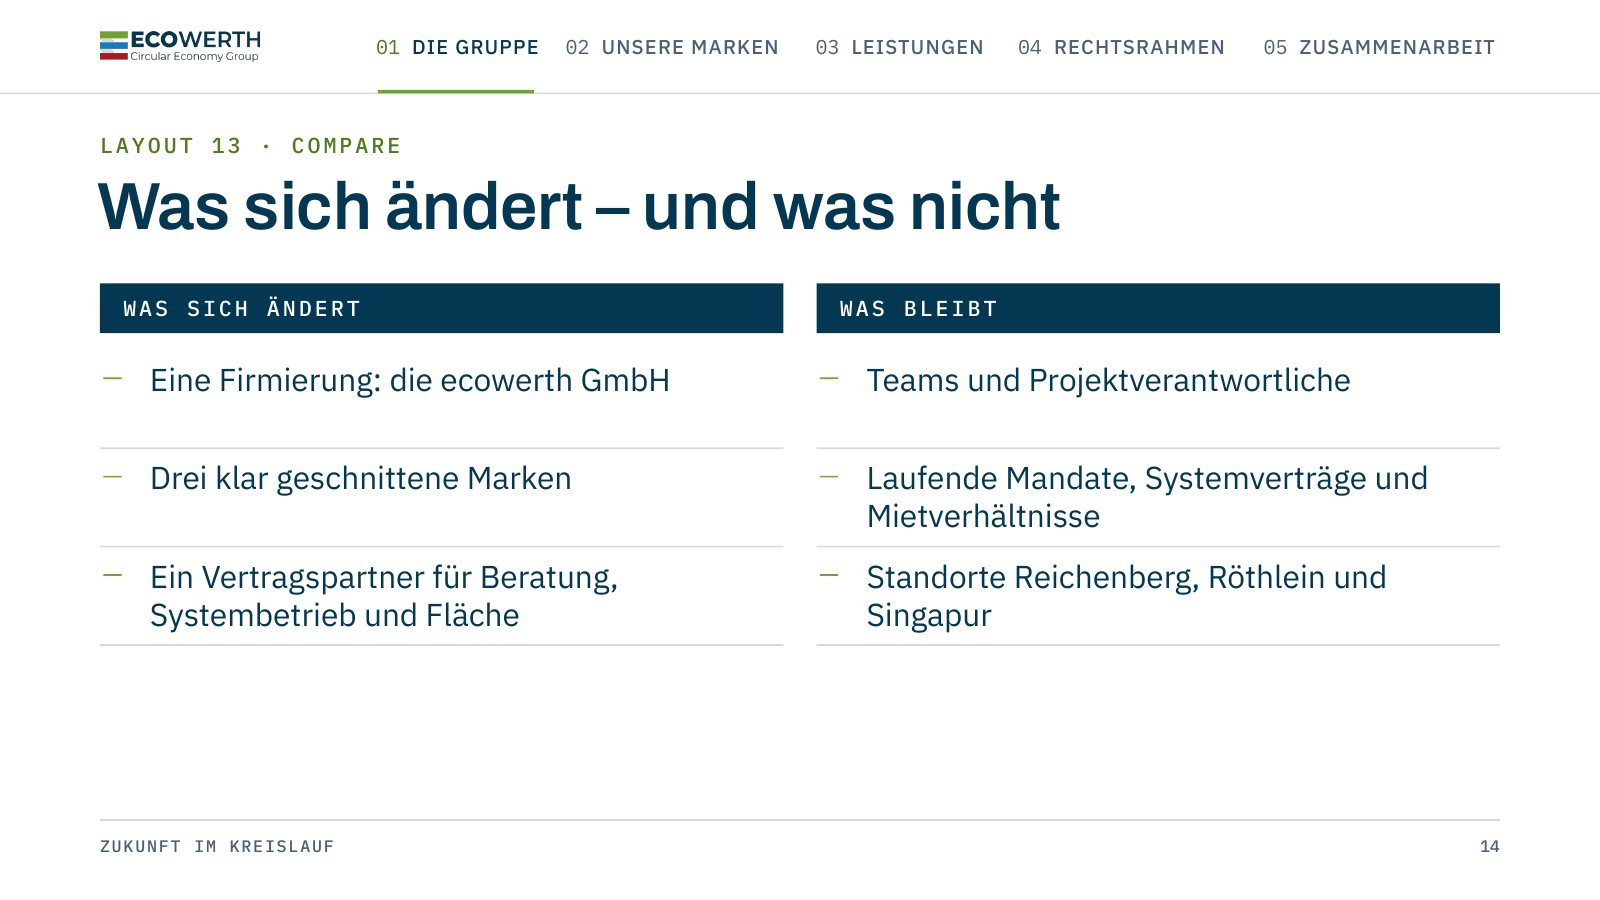 ECOWERTH
Circular Economy Group
01 DIE GRUPPE 02 UNSERE MARKEN 03 LEISTUNGEN 04 RECHTSRAHMEN 05 ZUSAMMENARBEIT
LAYOUT 13 · COMPARE
Was sich ändert – und was nicht
WAS SICH ÄNDERT
— Eine Firmierung: die ecowerth GmbH
— Drei klar geschnittene Marken
— Ein Vertragspartner für Beratung,
Systembetrieb und Fläche
WAS BLEIBT
— Teams und Projektverantwortliche
— Laufende Mandate, Systemverträge und
Mietverhältnisse
— Standorte Reichenberg, Röthlein und
Singapur
ZUKUNFT IM KREISLAUF
14